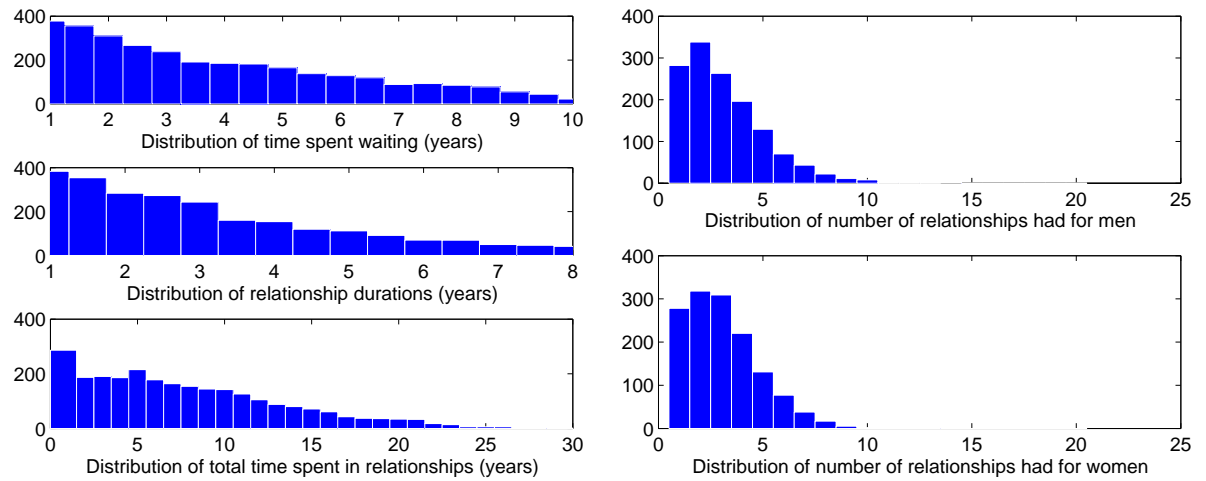 400
200
0
1 2 3 4 5 6 7 8 9 10
Distribution of time spent waiting (years)
400
200
0
1 2 3 4 5 6 7 8
Distribution of relationship durations (years)
400
200
0
0 5 10 15 20 25 30
Distribution of total time spent in relationships (years)
400
300
200
100
0
0 5 10 15 20 25
Distribution of number of relationships had for men
400
300
200
100
0
0 5 10 15 20 25
Distribution of number of relationships had for women